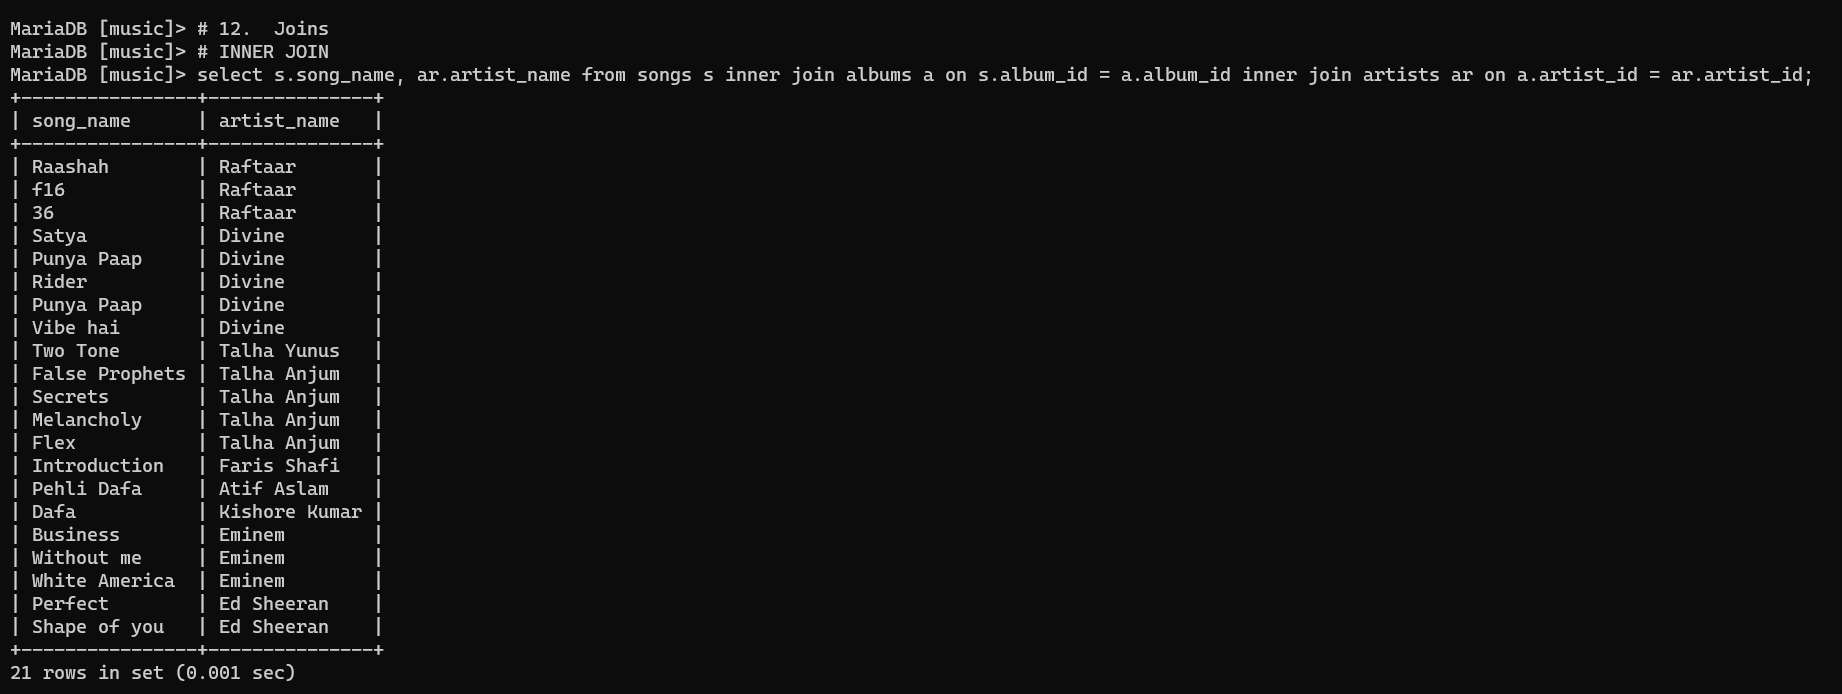 MariaDB [music]> # 12.  Joins
MariaDB [music]> # INNER JOIN
MariaDB [music]> select s.song_name, ar.artist_name from songs s inner join albums a on s.album_id = a.album_id inner join artists ar on a.artist_id = ar.artist_id;
+----------------+---------------+
| song_name      | artist_name   |
+----------------+---------------+
| Raashah        | Raftaar       |
| f16            | Raftaar       |
| 36             | Raftaar       |
| Satya          | Divine        |
| Punya Paap     | Divine        |
| Rider          | Divine        |
| Punya Paap     | Divine        |
| Vibe hai       | Divine        |
| Two Tone       | Talha Yunus   |
| False Prophets | Talha Anjum   |
| Secrets        | Talha Anjum   |
| Melancholy     | Talha Anjum   |
| Flex           | Talha Anjum   |
| Introduction   | Faris Shafi   |
| Pehli Dafa     | Atif Aslam    |
| Dafa           | Kishore Kumar |
| Business       | Eminem        |
| Without me     | Eminem        |
| White America  | Eminem        |
| Perfect        | Ed Sheeran    |
| Shape of you   | Ed Sheeran    |
+----------------+---------------+
21 rows in set (0.001 sec)